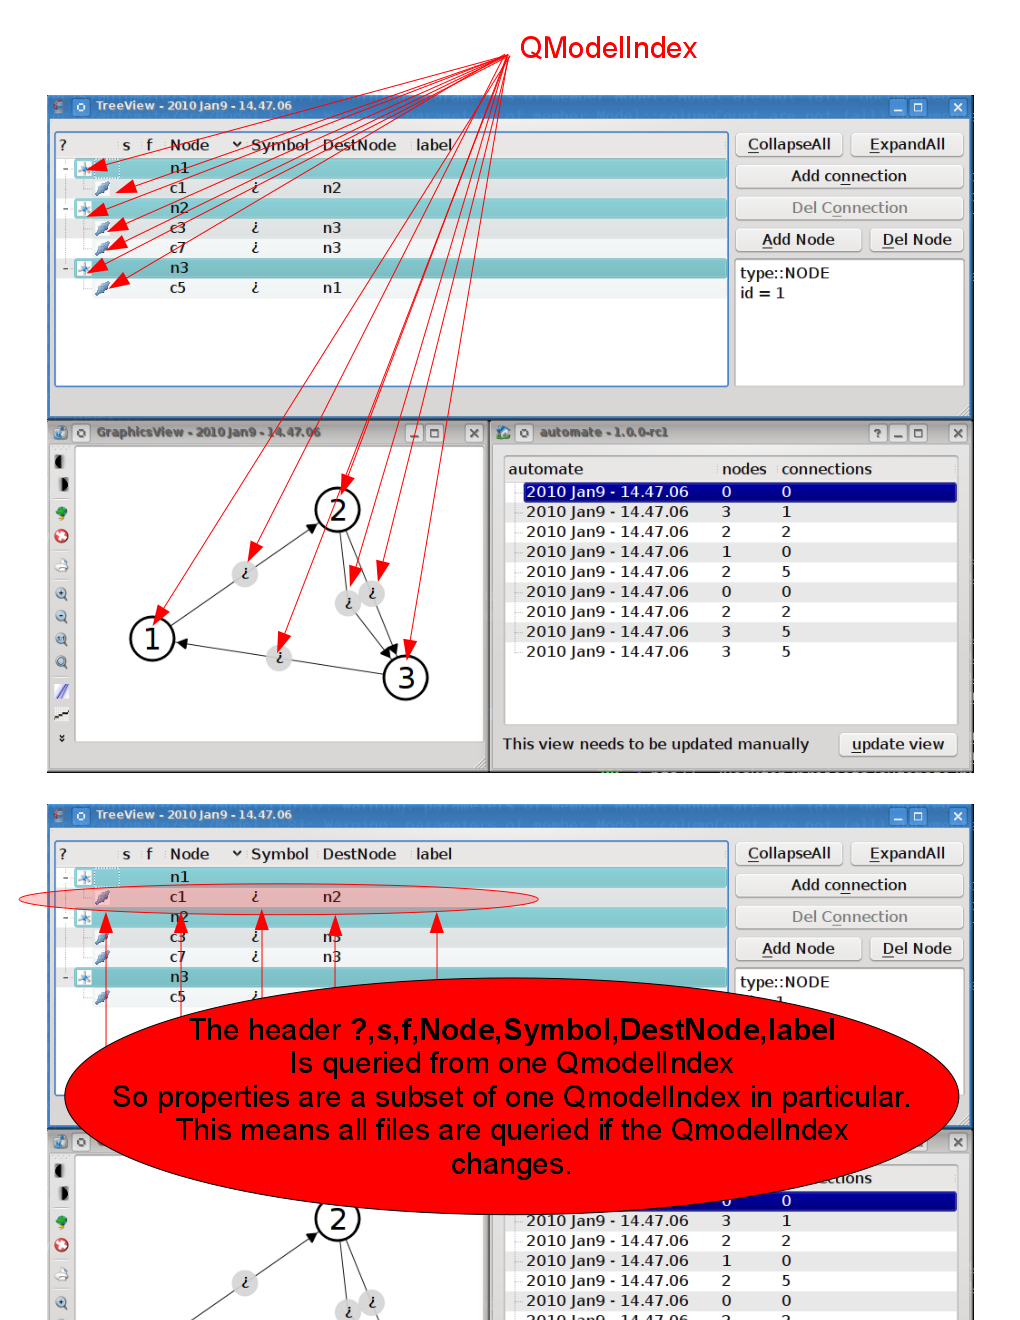 QModelIndex
TreeView - 2010 Jan9 - 14.47.06
? s f Node Symbol DestNode label
CollapseAll ExpandAll
n1
Add connection
c1 ¿ n2
n2
Del Connection
c3 ¿ n3
Add Node Del Node
c7 ¿ n3
n3
type::NODE
c5 ¿ n1
id = 1
GraphicsView - 2010 Jan9 - 14.47.06
automate - 1.0.0-rc1
automate nodes connections
2010 Jan9 - 14.47.06 0 0
2010 Jan9 - 14.47.06 3 1
2010 Jan9 - 14.47.06 2 2
2010 Jan9 - 14.47.06 1 0
2010 Jan9 - 14.47.06 2 5
2010 Jan9 - 14.47.06 0 0
2010 Jan9 - 14.47.06 2 2
2010 Jan9 - 14.47.06 3 5
2010 Jan9 - 14.47.06 3 5
2
¿
¿ ¿
1
¿
3
This view needs to be updated manually update view
TreeView - 2010 Jan9 - 14.47.06
? s f Node Symbol DestNode label
CollapseAll ExpandAll
n1
Add connection
c1 ¿ n2
n2
Del Connection
c3 ¿ n3
Add Node Del Node
c7 ¿ n3
n3
type::NODE
c5 ¿
The header ?,s,f,Node,Symbol,DestNode,label
Is queried from one QmodelIndex
So properties are a subset of one QmodelIndex in particular.
This means all files are queried if the QmodelIndex
changes.
0 0
2010 Jan9 - 14.47.06 3 1
2010 Jan9 - 14.47.06 2 2
2010 Jan9 - 14.47.06 1 0
2010 Jan9 - 14.47.06 2 5
2010 Jan9 - 14.47.06 0 0
2
¿
¿ ¿